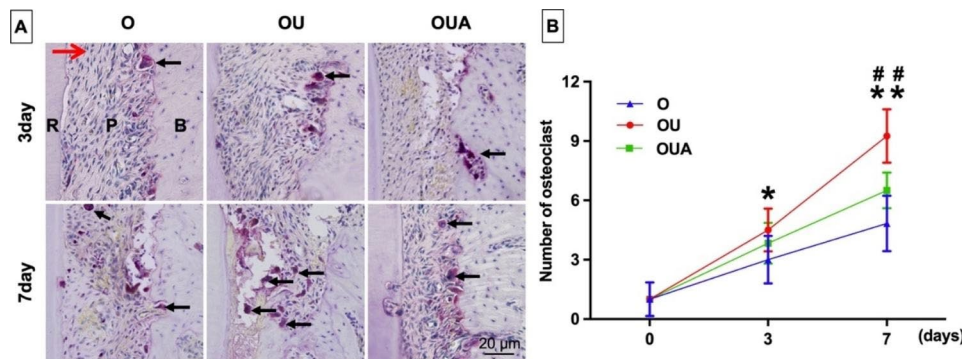 A
O
OU
OUA
3day
R
P
B
7day
20 µm
B
Number of osteoclast
12
9
6
3
0
O
OU
OUA
*
# #
* *
0
3
7
(days)